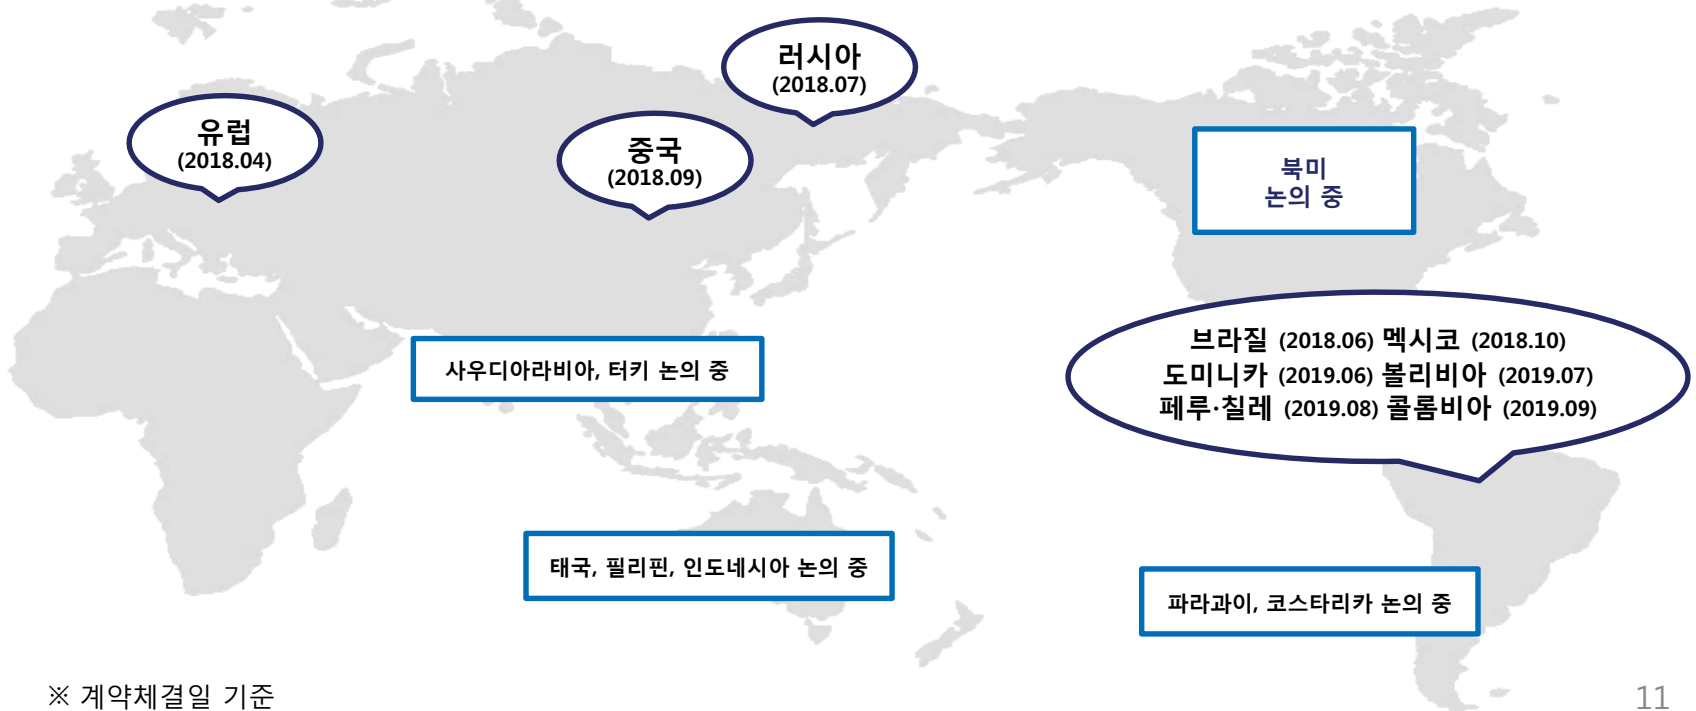 러시아
(2018.07)
유럽
(2018.04)
중국
(2018.09)
북미
논의 중
브라질 (2018.06) 멕시코 (2018.10)
도미니카 (2019.06) 볼리비아 (2019.07)
페루·칠레 (2019.08) 콜롬비아 (2019.09)
사우디아라비아, 터키 논의 중
태국, 필리핀, 인도네시아 논의 중
파라과이, 코스타리카 논의 중
※ 계약체결일 기준
11